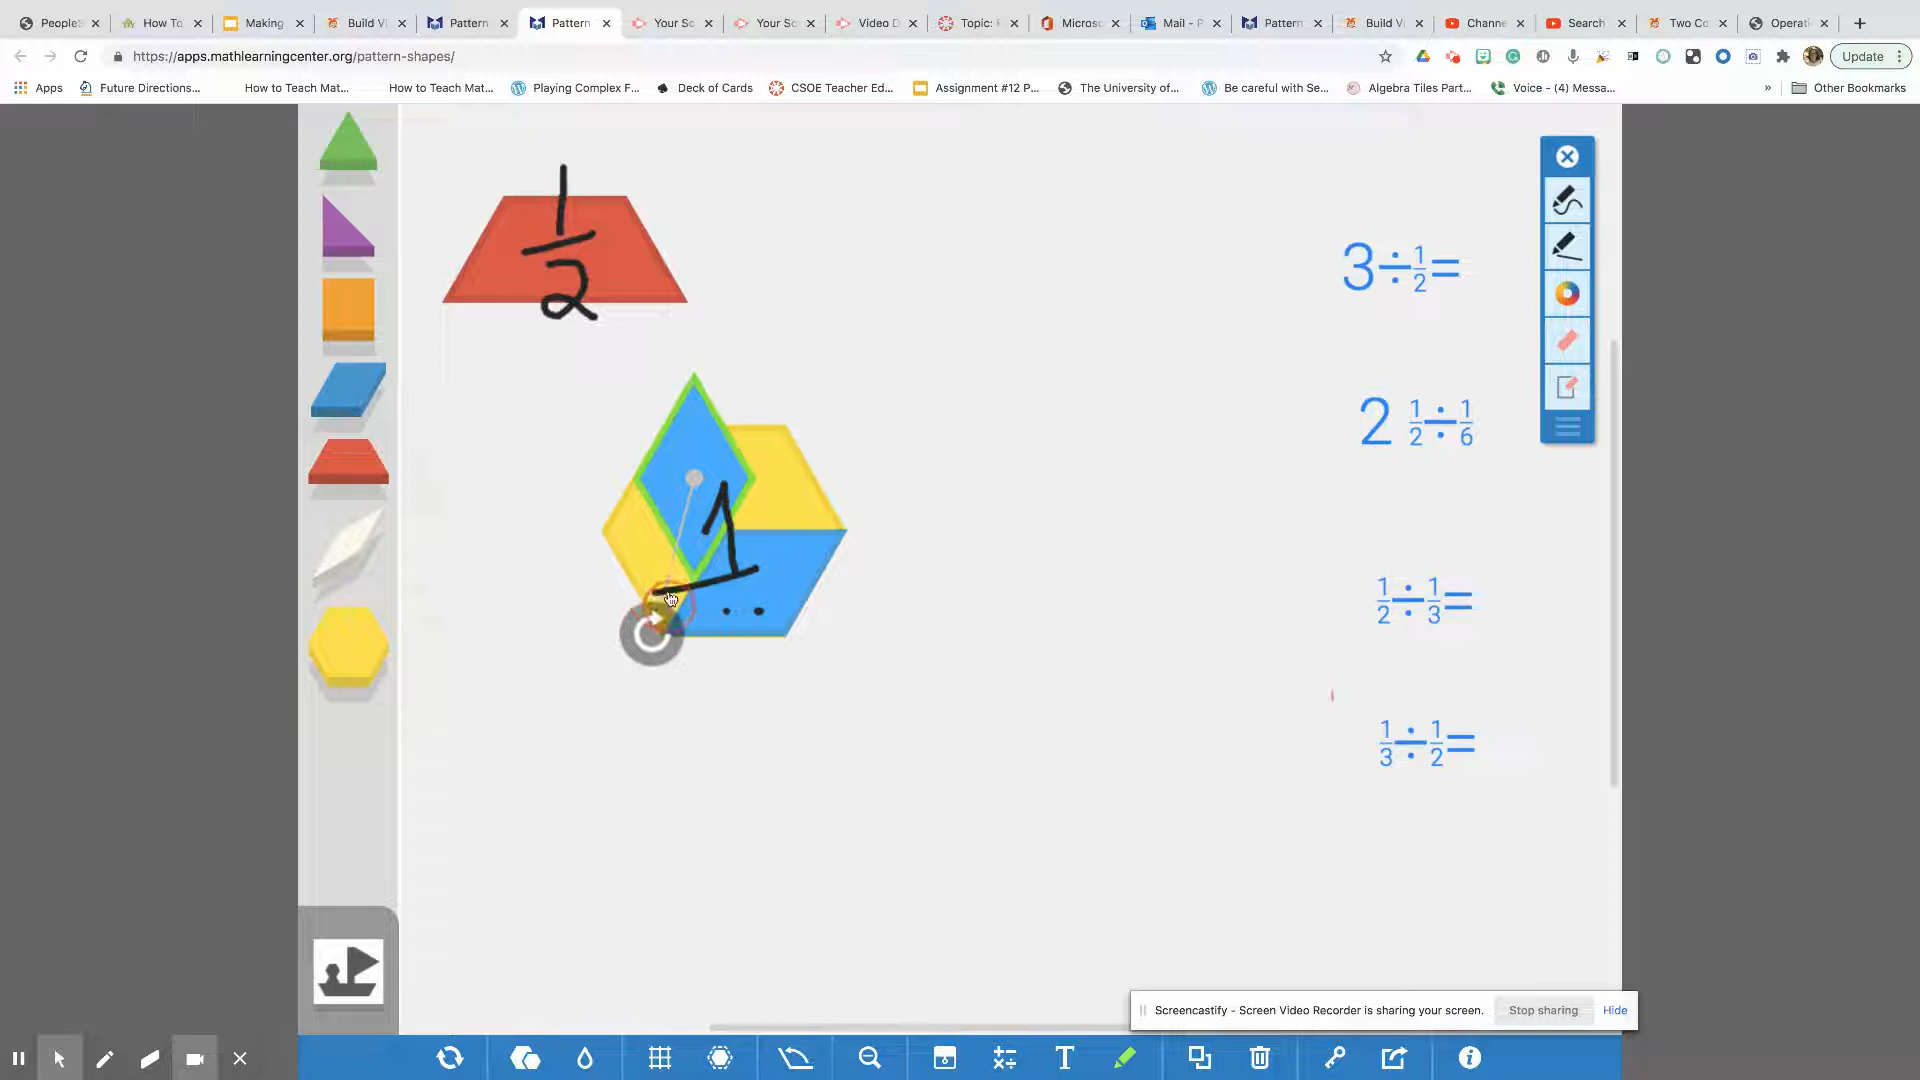 PeopleS
How To
Making
Build Vi
Pattern
Pattern
Your Sc
Your Sc
Video D
Topic: F
Microso
Mail - P
Pattern
Build Vi
Channe
Search
Two Co
Operati
https://apps.mathlearningcenter.org/pattern-shapes/
Update
Apps
Future Directions...
How to Teach Mat...
How to Teach Mat...
Playing Complex F...
Deck of Cards
CSOE Teacher Ed...
Assignment #12 P...
The University of...
Be careful with Se...
Algebra Tiles Part...
Voice - (4) Messa...
»
Other Bookmarks
1/2
3÷1/2=
2 1/2÷1/6
1
1/2÷1/3=
1/3÷1/2=
Screencastify - Screen Video Recorder is sharing your screen.
Stop sharing
Hide
T